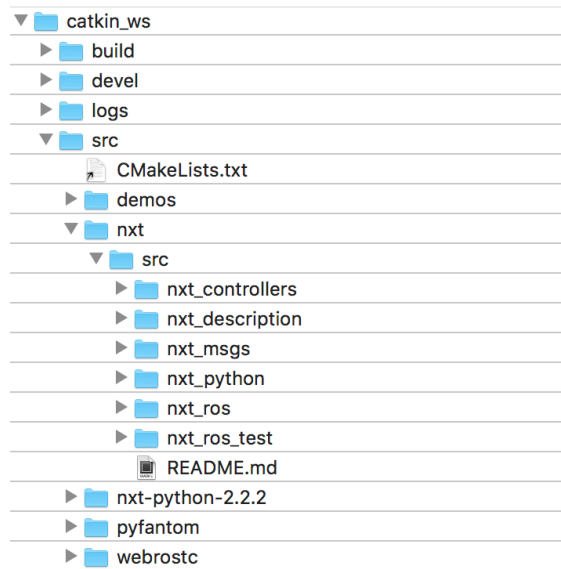 catkin_ws
build
devel
logs
src
CMakeLists.txt
demos
nxt
src
nxt_controllers
nxt_description
nxt_msgs
nxt_python
nxt_ros
nxt_ros_test
README.md
nxt-python-2.2.2
pyfantom
webrostc